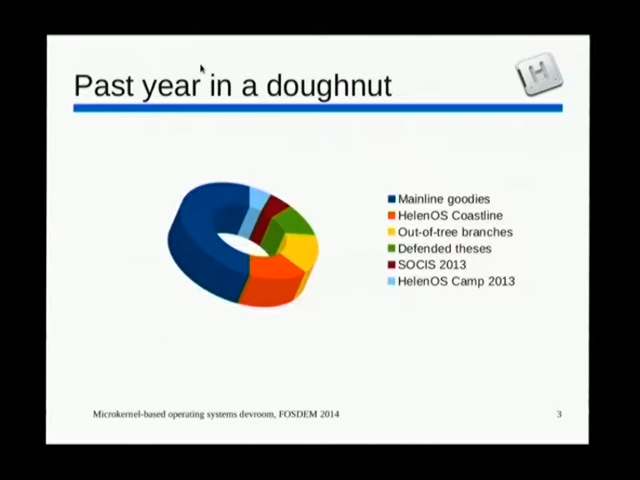 Past year in a doughnut
H
Mainline goodies
HelenOS Coastline
Out-of-tree branches
Defended theses
SOCIS 2013
HelenOS Camp 2013
Microkernel-based operating systems devroom, FOSDEM 2014
3